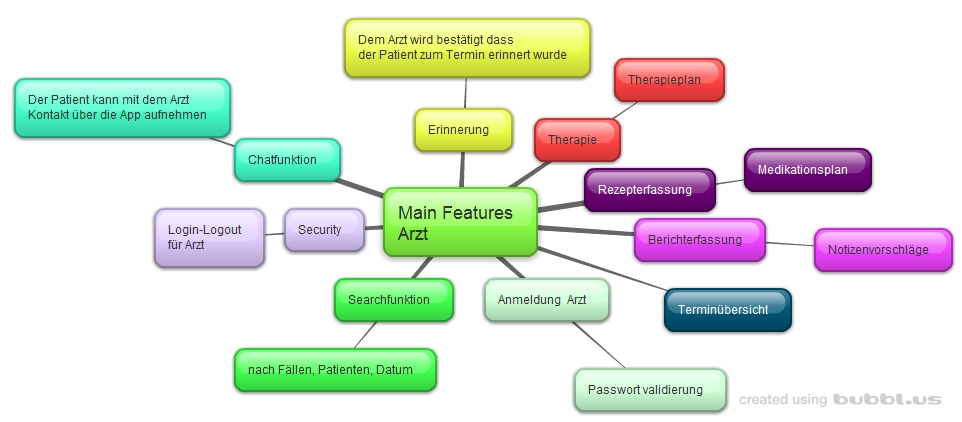 Dem Arzt wird bestätigt dass
der Patient zum Termin erinnert wurde
Erinnerung
Therapieplan
Therapie
Der Patient kann mit dem Arzt
Kontakt über die App aufnehmen
Chatfunktion
Rezepterfassung
Medikationsplan
Main Features
Arzt
Login-Logout
für Arzt
Security
Berichterfassung
Notizenvorschläge
Searchfunktion
Anmeldung Arzt
Terminübersicht
nach Fällen, Patienten, Datum
Passwort validierung
created using bubbl.us